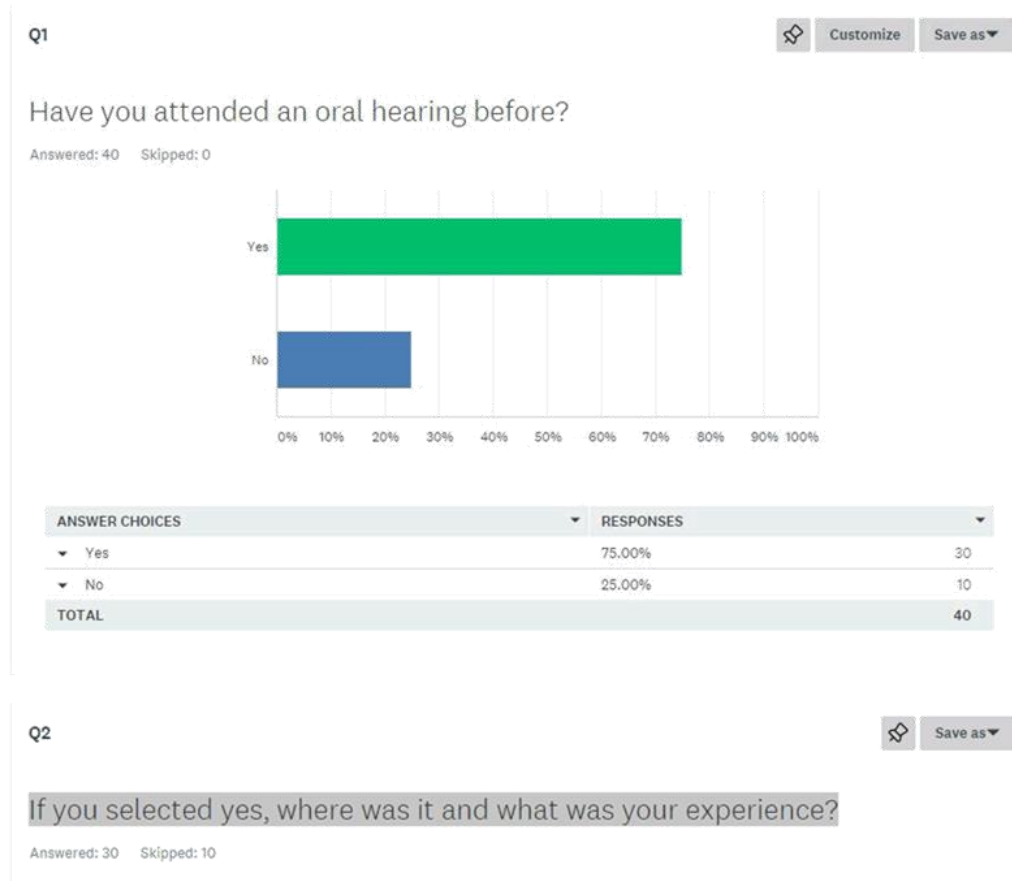 Q1
Customize
Save as
Have you attended an oral hearing before?
Answered: 40 Skipped: 0
Yes
No
0% 10% 20% 30% 40% 50% 60% 70% 80% 90% 100%
ANSWER CHOICES RESPONSES
Yes 75.00% 30
No 25.00% 10
TOTAL 40
Q2
Save as
If you selected yes, where was it and what was your experience?
Answered: 30 Skipped: 10